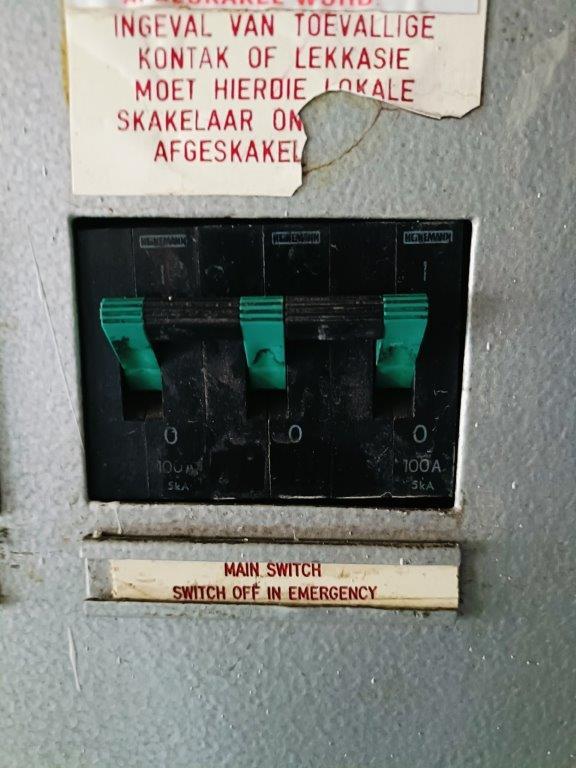 INGEVAL VAN TOEVALLIGE
KONTAK OF LEKKASIE
MOET HIERDIE LOKALE
SKAKELAAR ON
AFGESKAKEL
HEINEMANN HEINEMANN HEINEMANN
I I
0 0 0
100A 100A
5kA 5kA
MAIN SWITCH
SWITCH OFF IN EMERGENCY